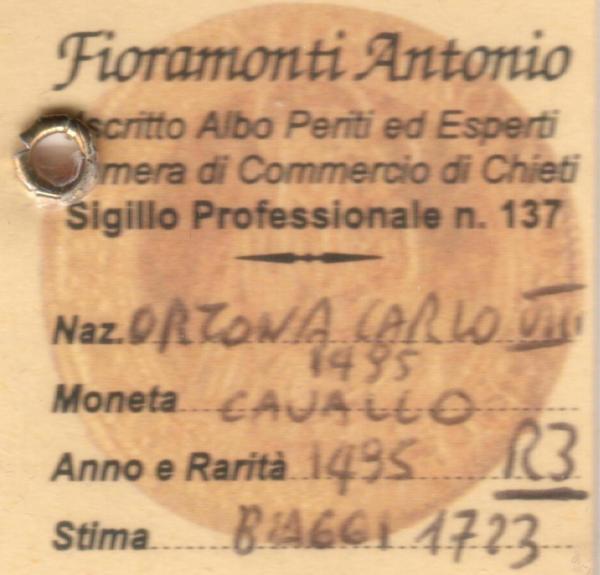 Fioramonti Antonio
Iscritto Albo Periti ed Esperti
mera di Commercio di Chieti
Sigillo Professionale n. 137
Naz. ORTONA CARLO VIII
1495
Moneta CAVALLO
Anno e Rarità 1495 R3
Stima BIAGGI 1723